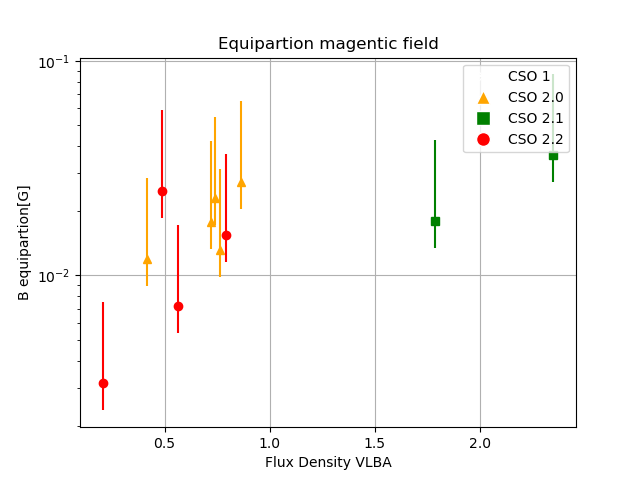 Equipartion magentic field
CSO 1
CSO 2.0
CSO 2.1
CSO 2.2
B equipartion[G]
10⁻¹
10⁻²
0.5 1.0 1.5 2.0
Flux Density VLBA